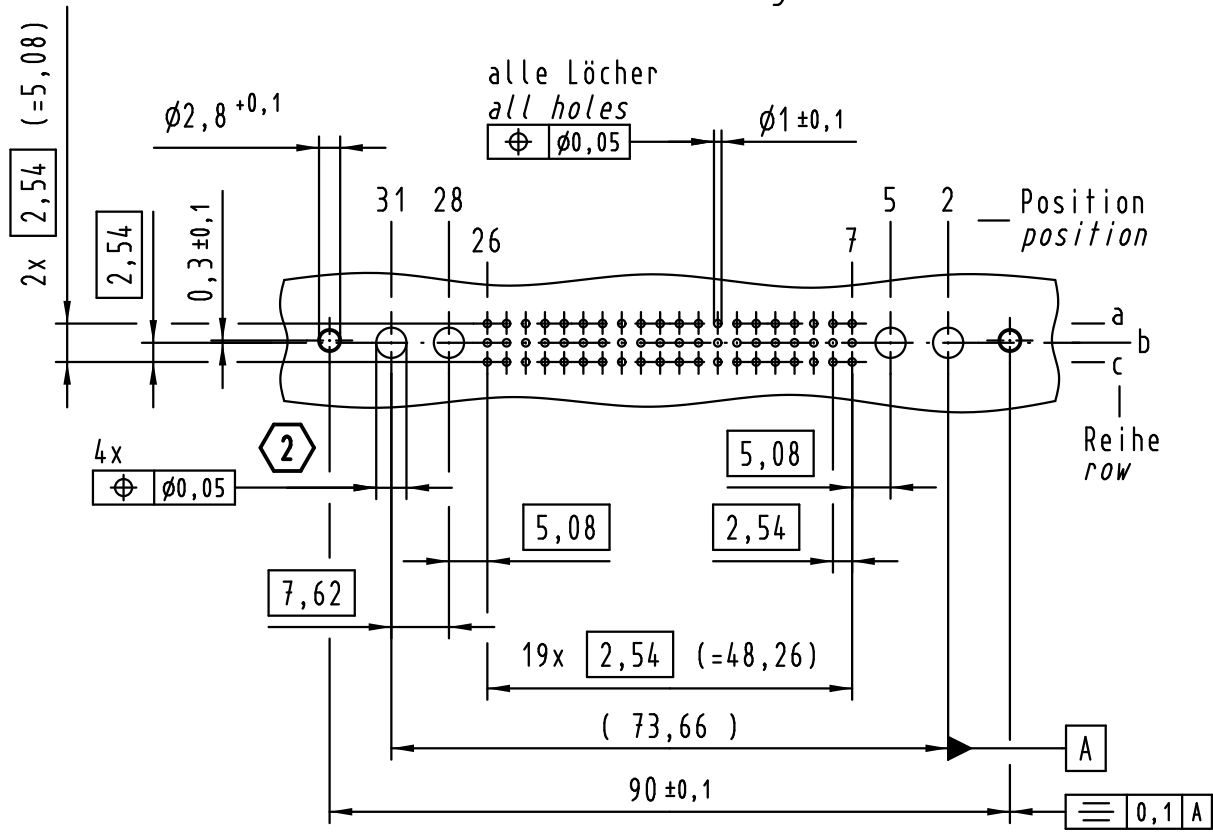 alle Löcher
all holes
⌖ ø0,05
ø1 ±0,1
ø2,8 +0,1
2x 2,54 (=5,08)
2,54
0,3 ±0,1
31 28
26
7
5 2
Position
position
a
b
c
Reihe
row
2
4x
⌖ ø0,05
5,08
5,08
2,54
7,62
19x 2,54 (=48,26)
( 73,66 )
A
90 ±0,1
⌯ 0,1 A